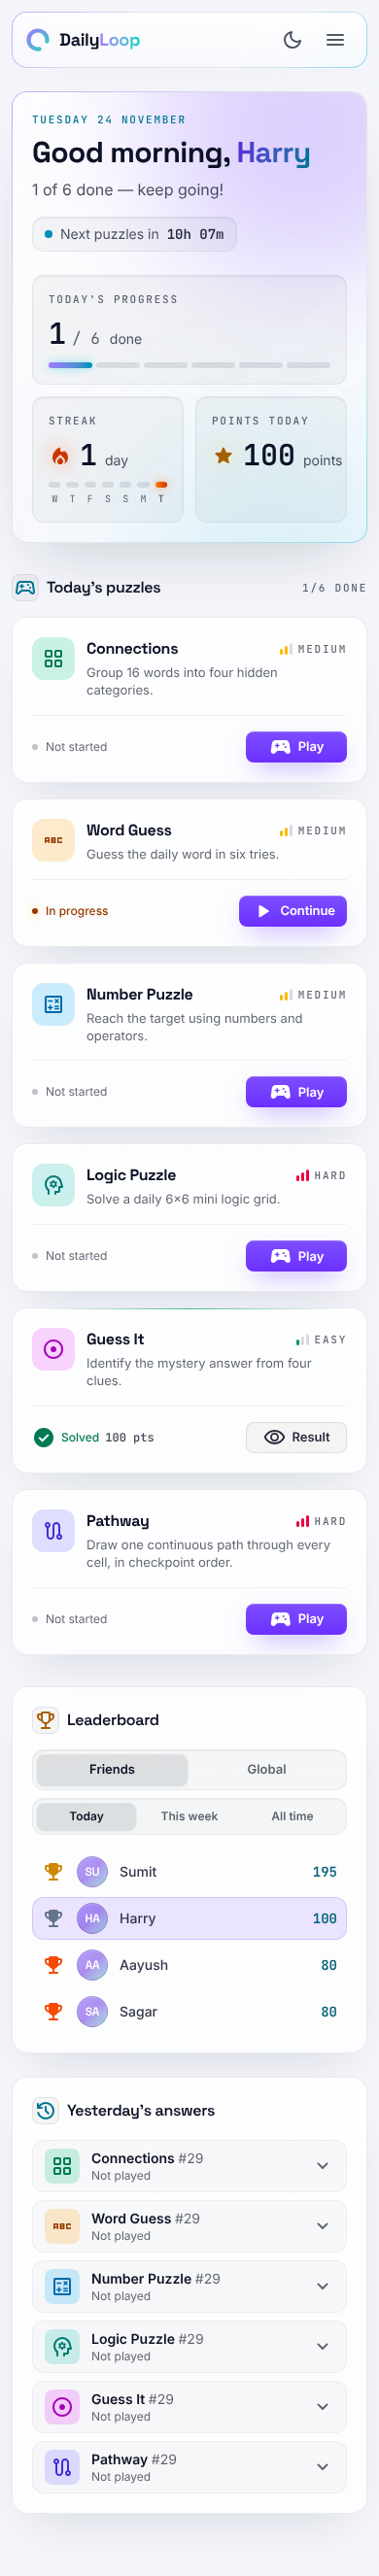 DailyLoop
TUESDAY 24 NOVEMBER
Good morning, Harry
1 of 6 done — keep going!
Next puzzles in 10h 07m
TODAY'S PROGRESS
1 / 6 done
STREAK
1 day
W T F S S M T
POINTS TODAY
100 points
Today's puzzles
1/6 DONE
Connections
MEDIUM
Group 16 words into four hidden
categories.
Not started
Play
ABC
Word Guess
MEDIUM
Guess the daily word in six tries.
In progress
Continue
Number Puzzle
MEDIUM
Reach the target using numbers and
operators.
Not started
Play
Logic Puzzle
HARD
Solve a daily 6×6 mini logic grid.
Not started
Play
Guess It
EASY
Identify the mystery answer from four
clues.
Solved 100 pts
Result
Pathway
HARD
Draw one continuous path through every
cell, in checkpoint order.
Not started
Play
Leaderboard
Friends Global
Today This week All time
SU Sumit 195
HA Harry 100
AA Aayush 80
SA Sagar 80
Yesterday's answers
Connections #29
Not played
ABC
Word Guess #29
Not played
Number Puzzle #29
Not played
Logic Puzzle #29
Not played
Guess It #29
Not played
Pathway #29
Not played